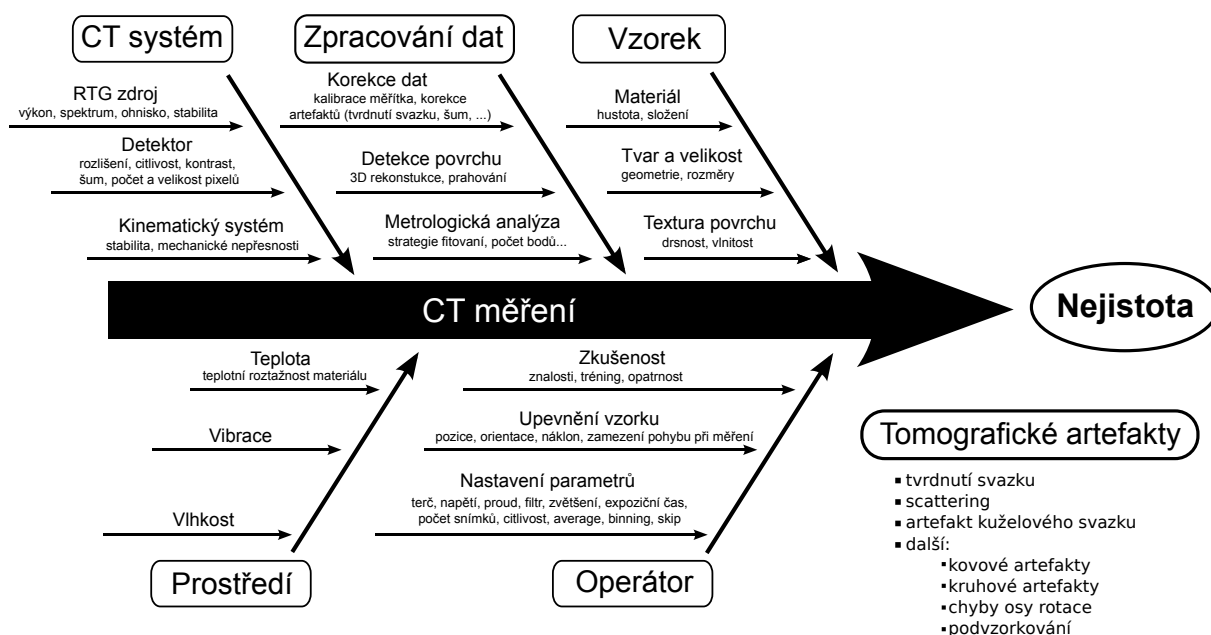 CT systém
RTG zdroj
výkon, spektrum, ohnisko, stabilita
Detektor
rozlišení, citlivost, kontrast,
šum, počet a velikost pixelů
Kinematický systém
stabilita, mechanické nepřesnosti
Zpracování dat
Korekce dat
kalibrace měřítka, korekce
artefaktů (tvrdnutí svazku, šum, ...)
Detekce povrchu
3D rekonstukce, prahování
Metrologická analýza
strategie fitovaní, počet bodů...
Vzorek
Materiál
hustota, složení
Tvar a velikost
geometrie, rozměry
Textura povrchu
drsnost, vlnitost
CT měření
Nejistota
Teplota
teplotní roztažnost materiálu
Vibrace
Vlhkost
Prostředí
Zkušenost
znalosti, tréning, opatrnost
Upevnění vzorku
pozice, orientace, náklon, zamezení pohybu při měření
Nastavení parametrů
terč, napětí, proud, filtr, zvětšení, expoziční čas,
počet snímků, citlivost, average, binning, skip
Operátor
Tomografické artefakty
▪ tvrdnutí svazku
▪ scattering
▪ artefakt kuželového svazku
▪ další:
▪ kovové artefakty
▪ kruhové artefakty
▪ chyby osy rotace
▪ podvzorkování